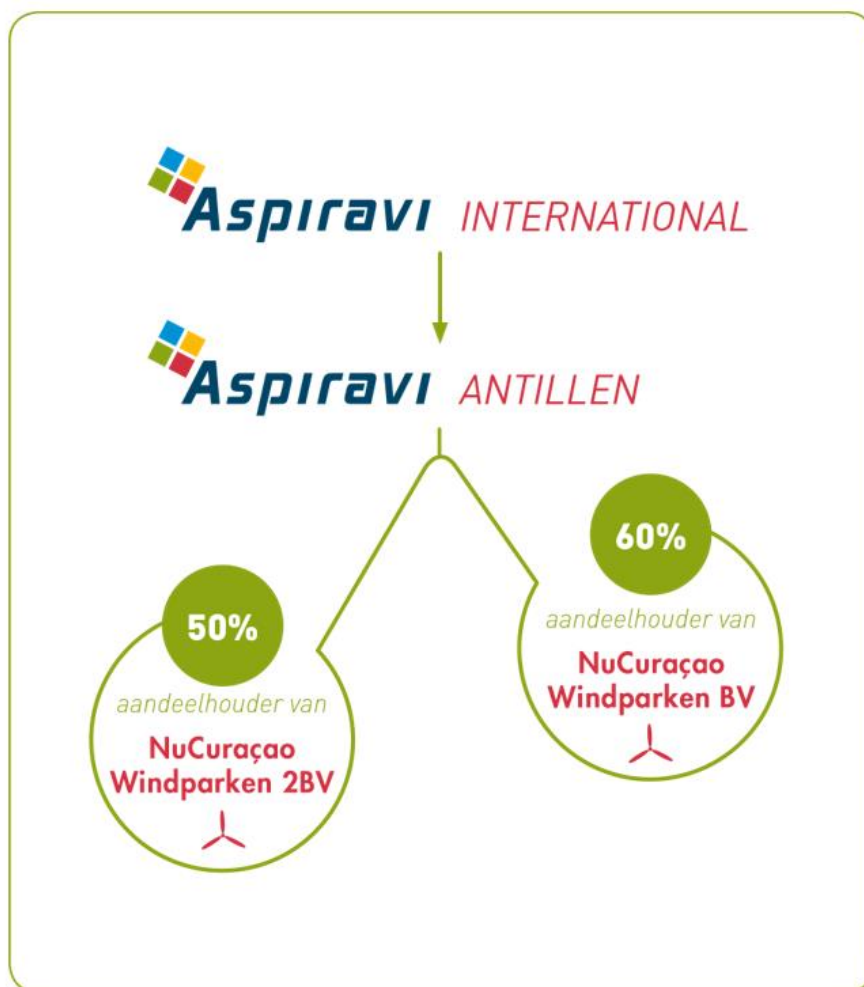 Aspiravi INTERNATIONAL
Aspiravi ANTILLEN
50%
aandeelhouder van
NuCuraçao
Windparken 2BV
60%
aandeelhouder van
NuCuraçao
Windparken BV